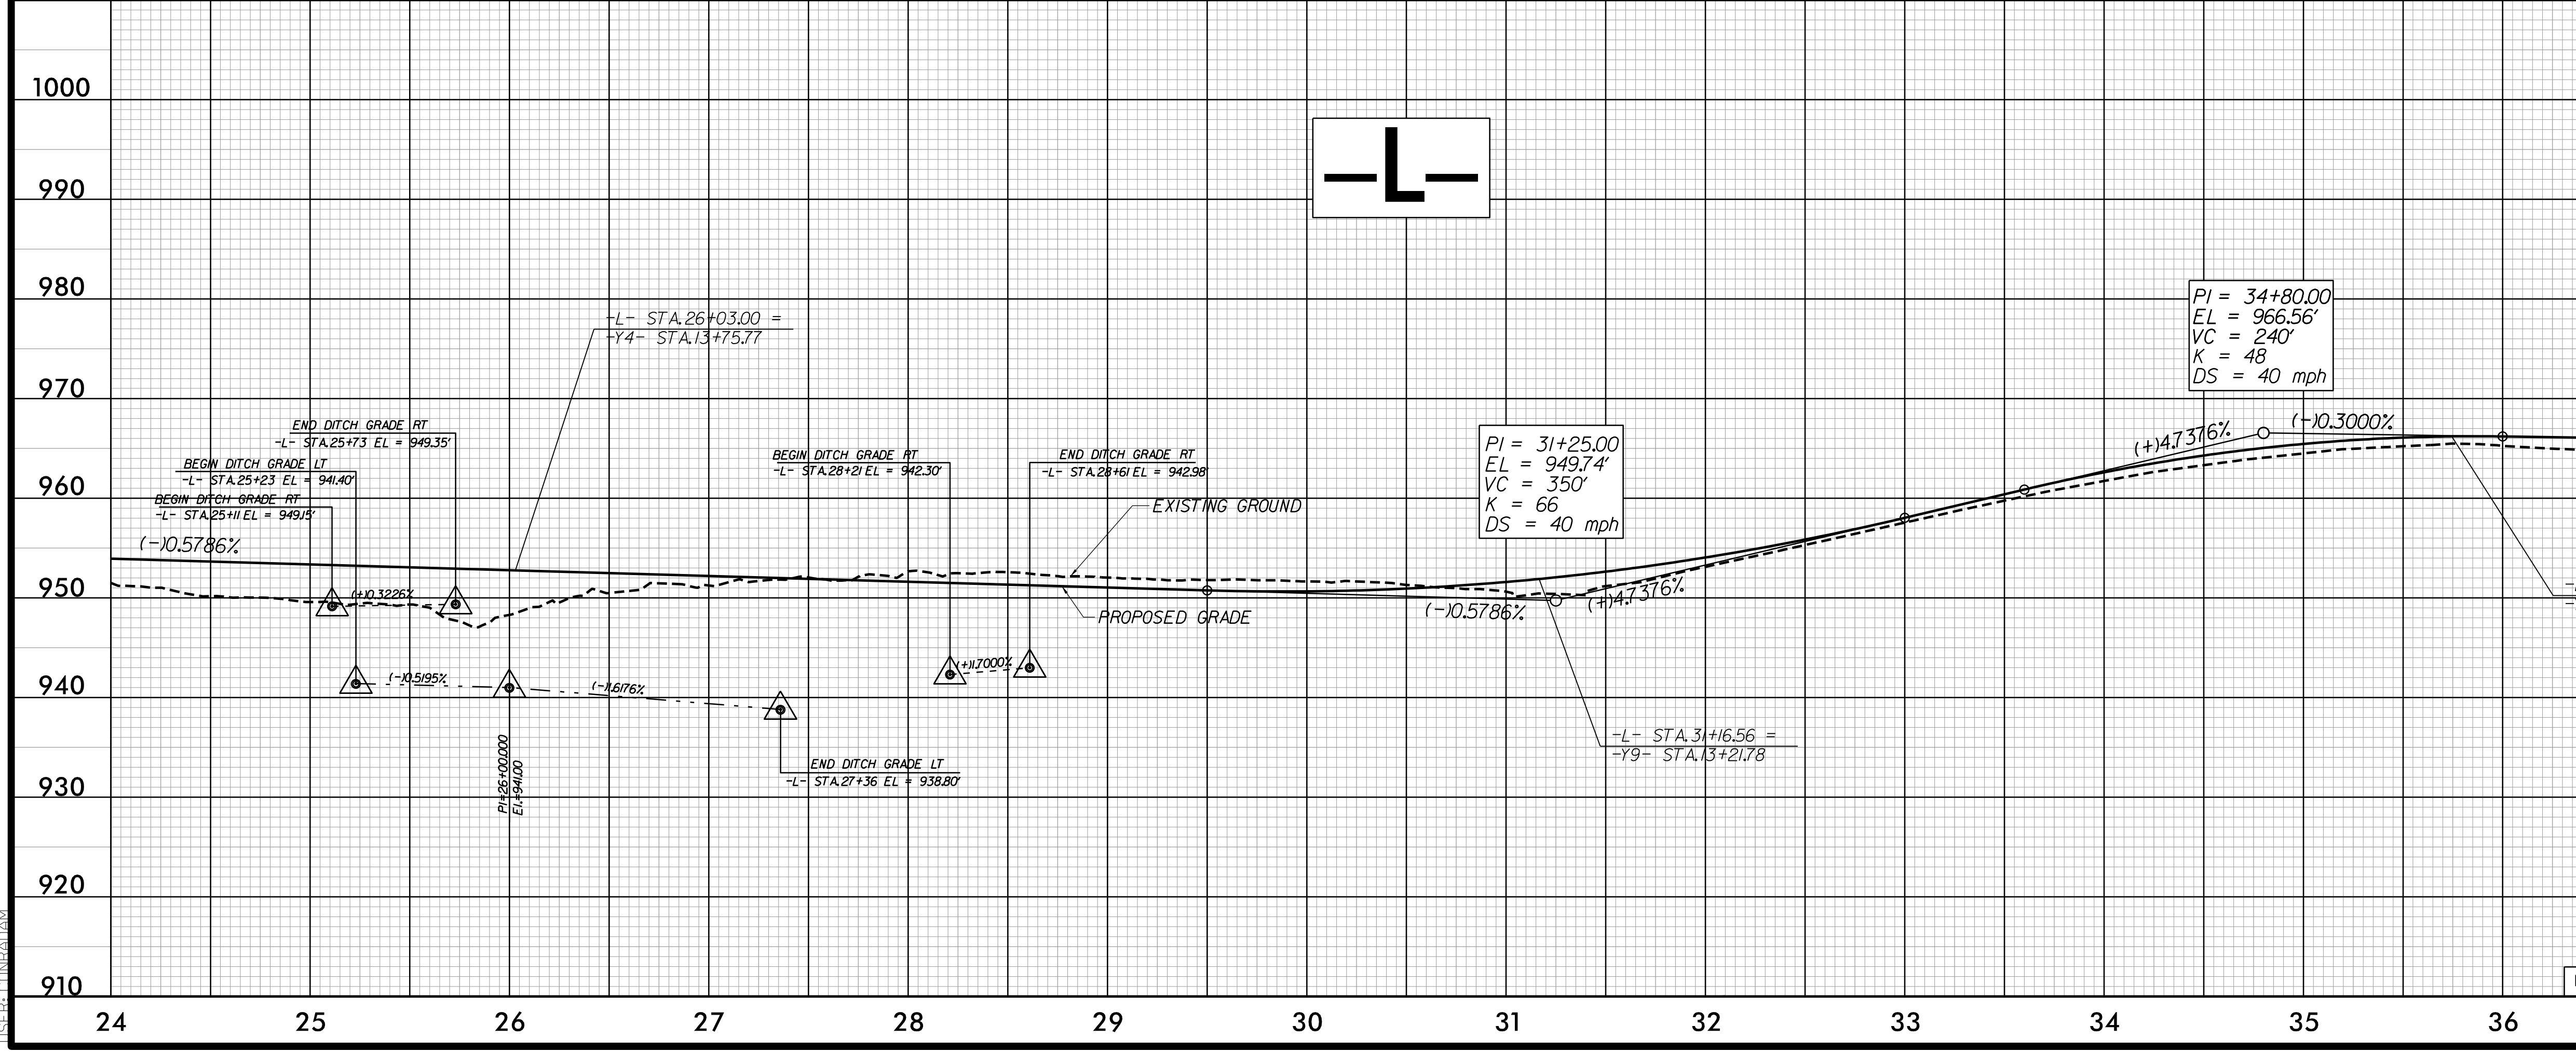 1000
990
980
970
960
950
940
930
920
910
24 25 26 27 28 29 30 31 32 33 34 35 36
-L-
-L- STA.26+03.00 =
-Y4- STA.13+75.77
PI = 34+80.00
EL = 966.56'
VC = 240'
K = 48
DS = 40 mph
END DITCH GRADE RT
-L- STA.25+73 EL = 949.35'
BEGIN DITCH GRADE LT
-L- STA.25+23 EL = 941.40'
BEGIN DITCH GRADE RT
-L- STA.25+11 EL = 949.15'
(-)0.5786%
(+)0.3226%
(-)0.5195%
(-)1.6176%
PI=26+00.000
El.=941.00
BEGIN DITCH GRADE RT
-L- STA.28+21 EL = 942.30'
END DITCH GRADE RT
-L- STA.28+61 EL = 942.98'
(+)1.7000%
END DITCH GRADE LT
-L- STA.27+36 EL = 938.80'
EXISTING GROUND
PROPOSED GRADE
PI = 31+25.00
EL = 949.74'
VC = 350'
K = 66
DS = 40 mph
(-)0.5786%
(+)4.7376%
-L- STA.31+16.56 =
-Y9- STA.13+21.78
(+)4.7376%
(-)0.3000%